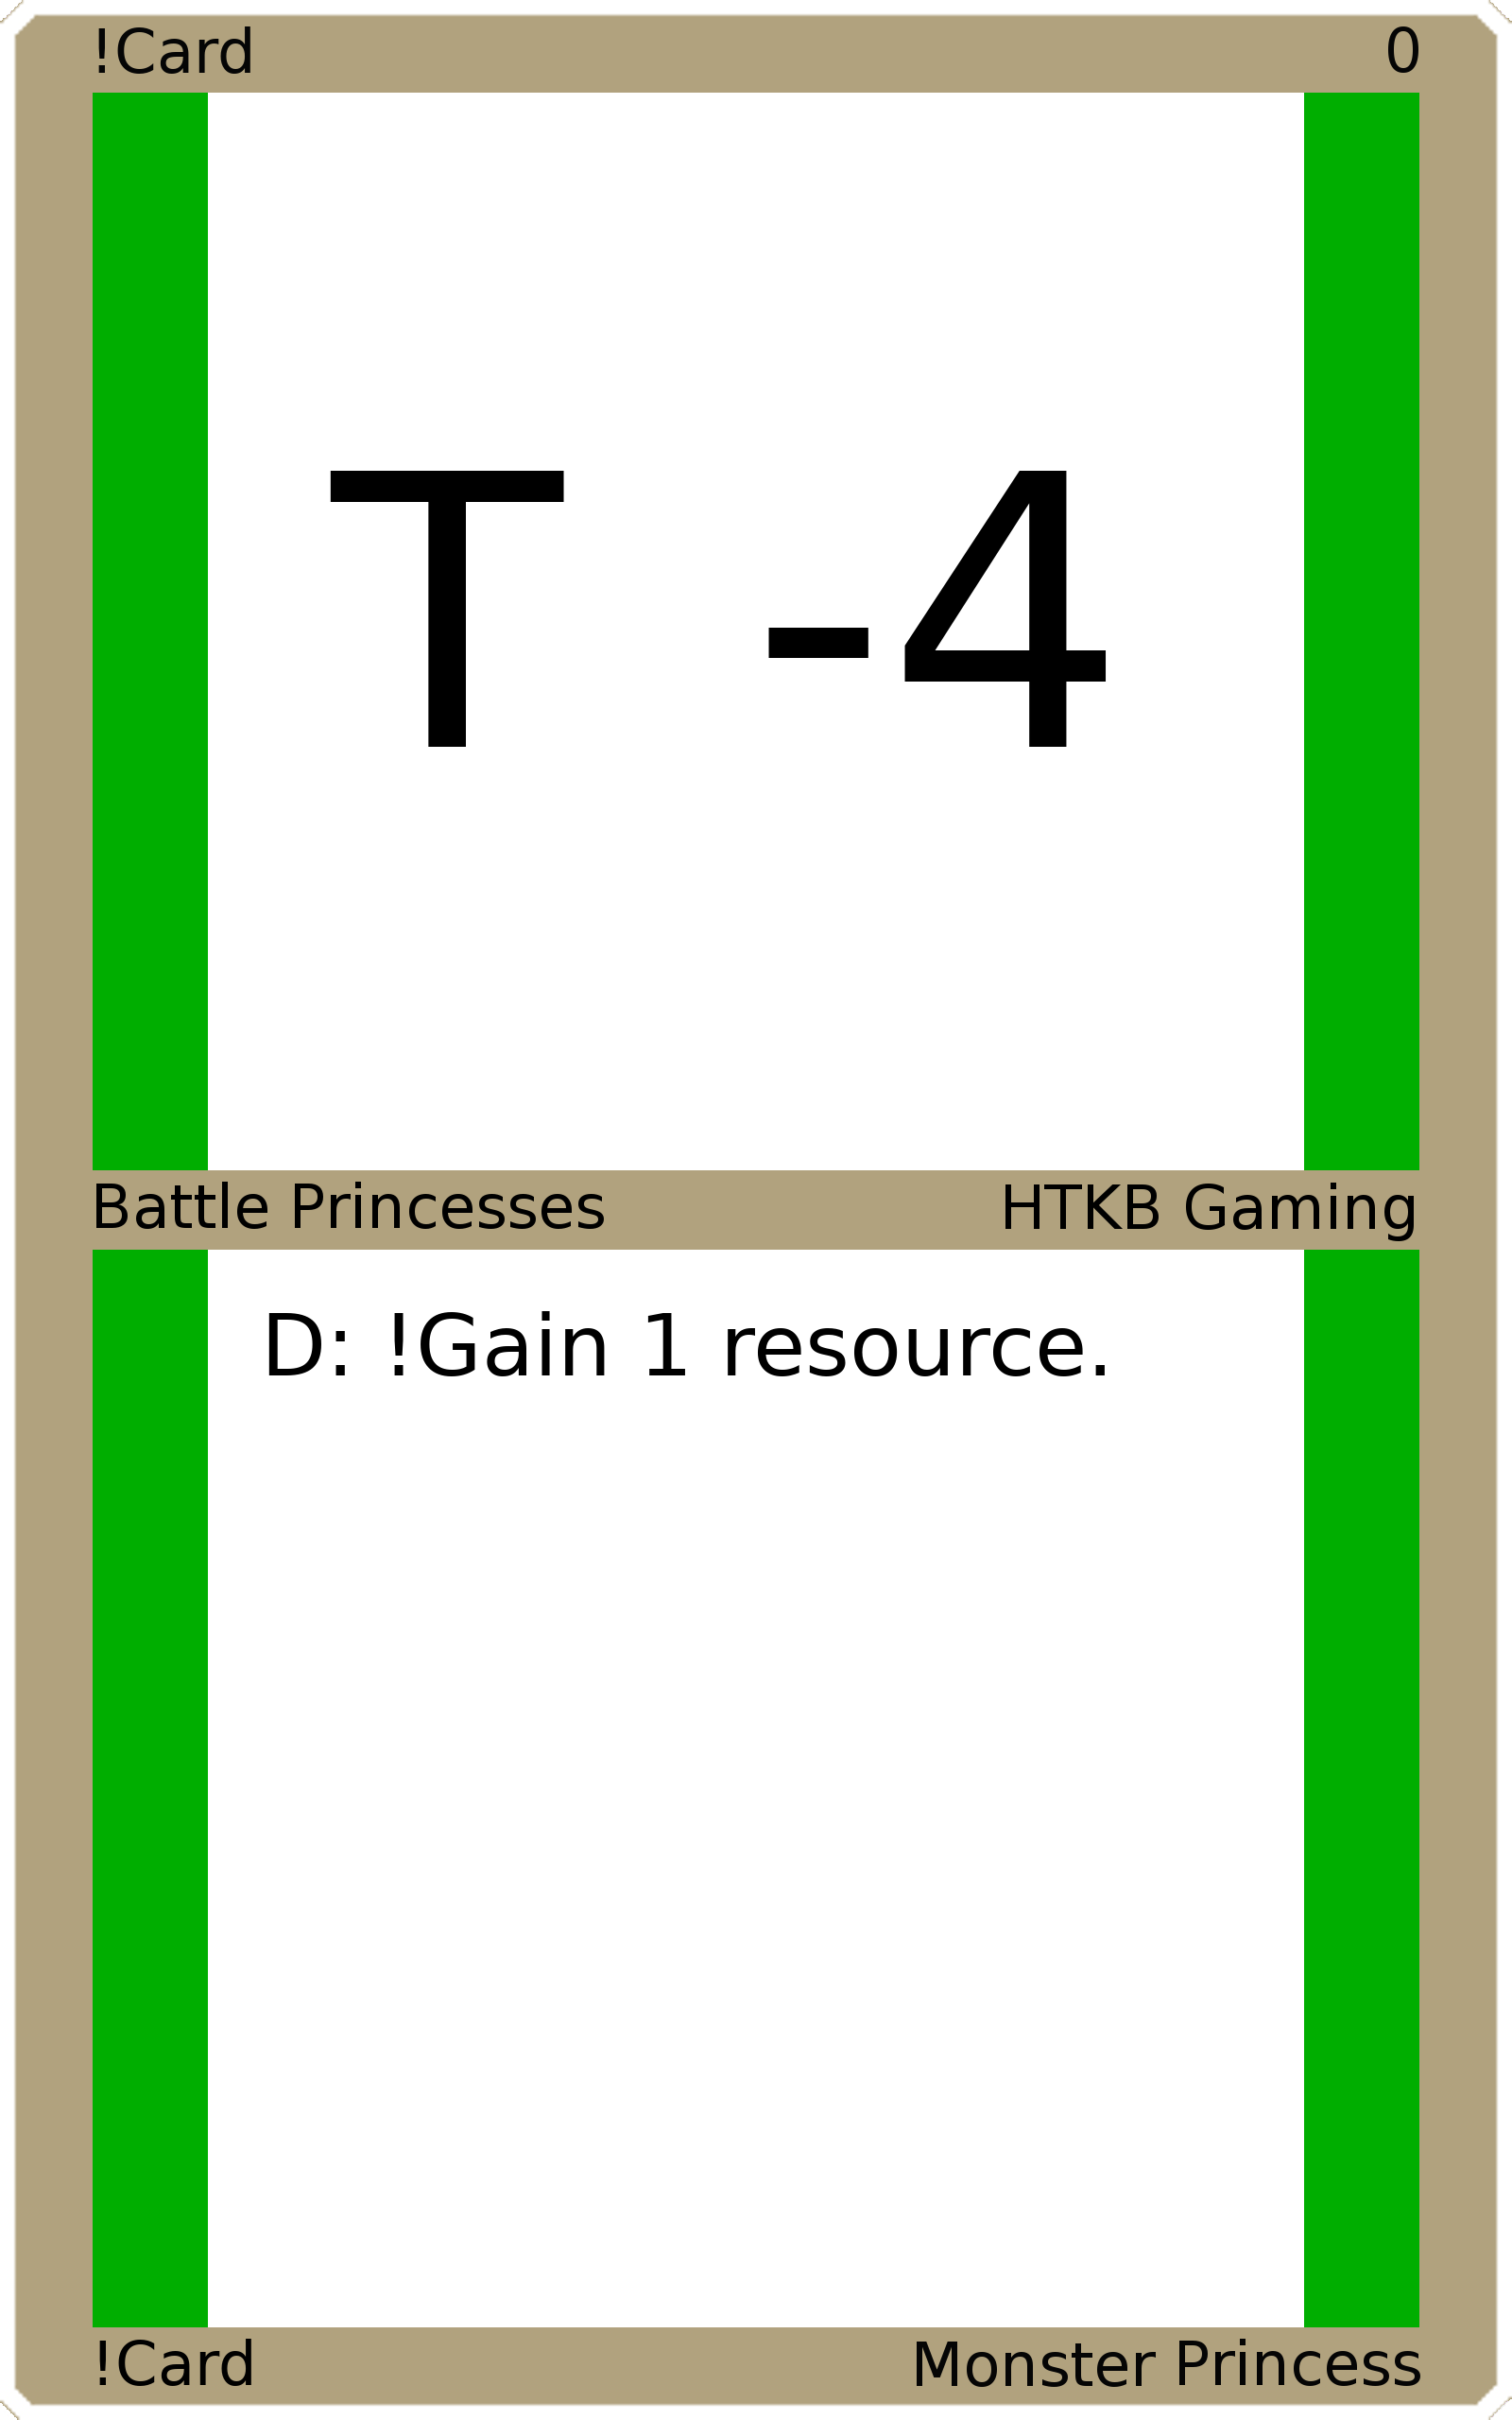 !Card 0
T -4
Battle Princesses HTKB Gaming
D: !Gain 1 resource.
!Card Monster Princess